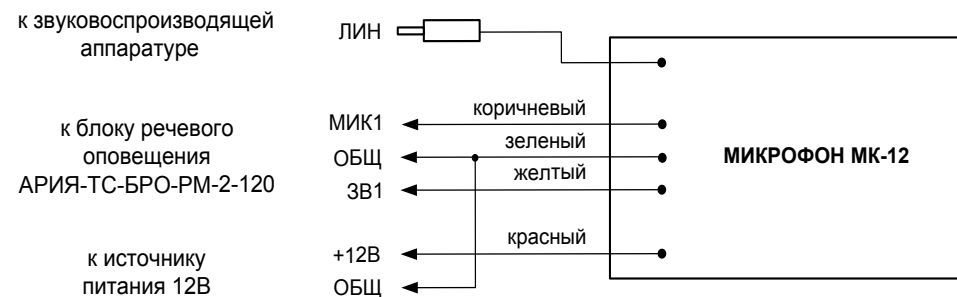 к звуковоспроизводящей
аппаратуре
ЛИН
коричневый
МИК1
зеленый
к блоку речевого
оповещения
АРИЯ-ТС-БРО-РМ-2-120
ОБЩ
желтый
ЗВ1
МИКРОФОН МК-12
красный
к источнику
питания 12В
+12В
ОБЩ